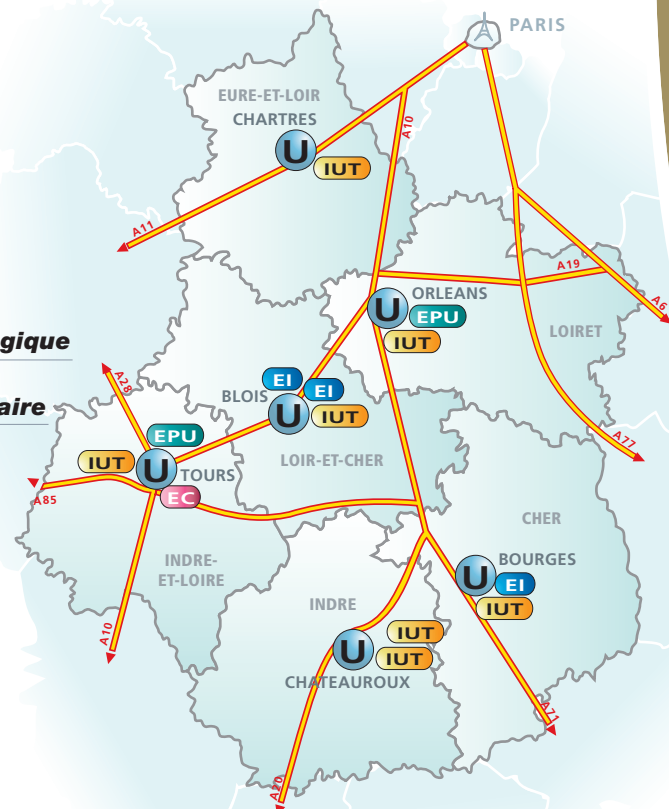 PARIS
EURE-ET-LOIR
CHARTRES
U
IUT
A10
A11
A19
A6
ORLEANS
U
EPU
IUT
LOIRET
gique
aire
A28
EI
EI
BLOIS
U
IUT
A77
EPU
IUT
U
TOURS
EC
LOIR-ET-CHER
A85
CHER
INDRE-
ET-LOIRE
BOURGES
U
EI
IUT
INDRE
A10
IUT
U
IUT
CHATEAUROUX
A71
A20